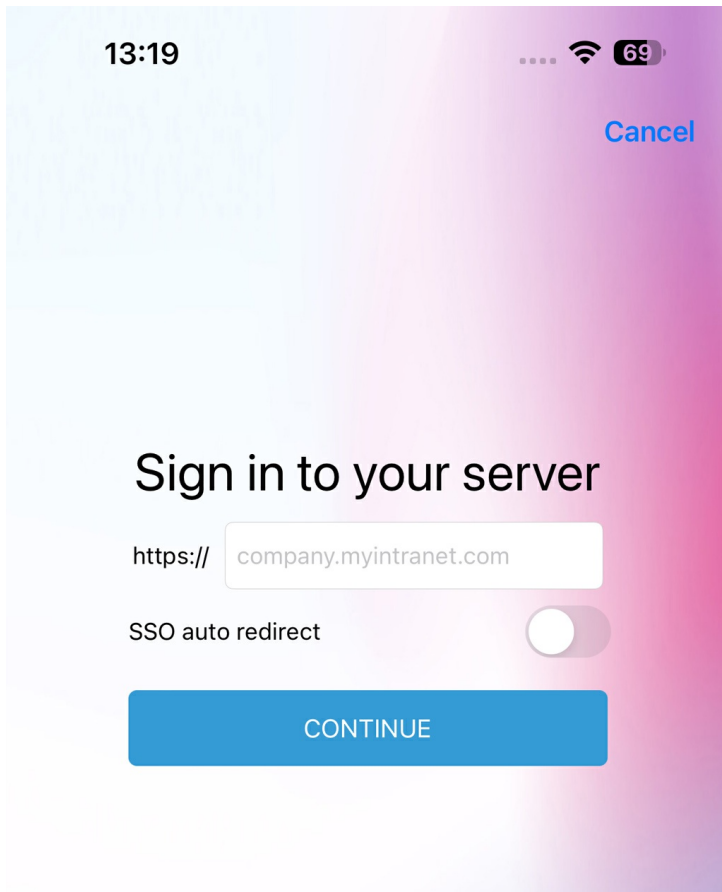 13:19 69
Cancel
Sign in to your server
https:// company.myintranet.com
SSO auto redirect
CONTINUE